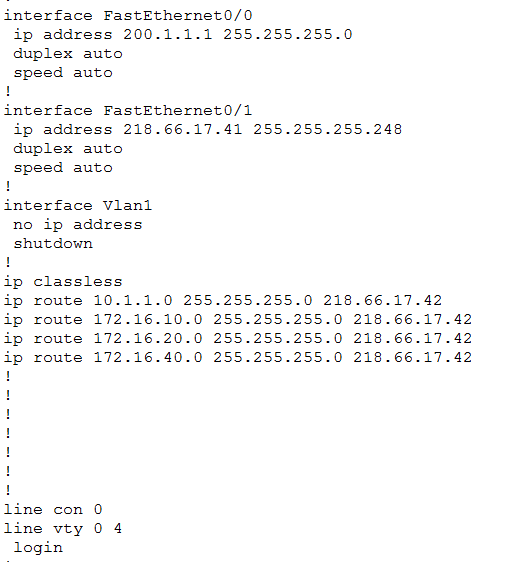 interface FastEthernet0/0
 ip address 200.1.1.1 255.255.255.0
 duplex auto
 speed auto
!
interface FastEthernet0/1
 ip address 218.66.17.41 255.255.255.248
 duplex auto
 speed auto
!
interface Vlan1
 no ip address
 shutdown
!
ip classless
ip route 10.1.1.0 255.255.255.0 218.66.17.42
ip route 172.16.10.0 255.255.255.0 218.66.17.42
ip route 172.16.20.0 255.255.255.0 218.66.17.42
ip route 172.16.40.0 255.255.255.0 218.66.17.42
!
!
!
!
!
!
!
line con 0
line vty 0 4
 login